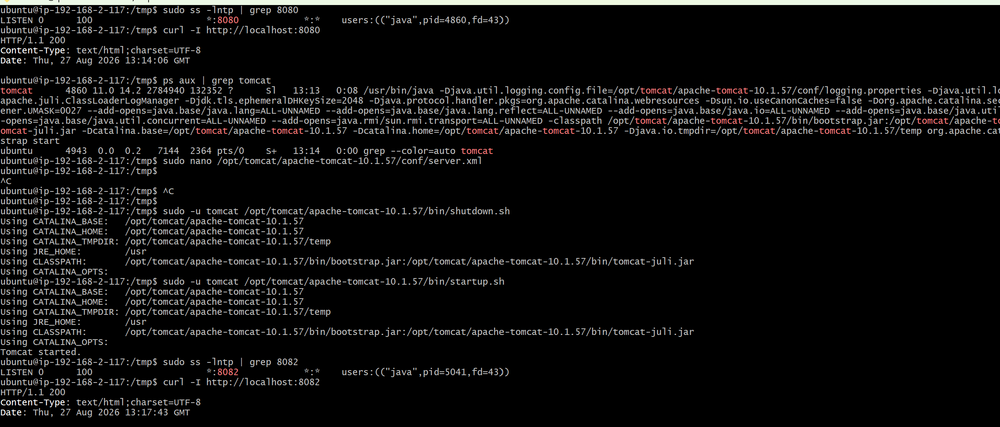 ubuntu@ip-192-168-2-117:/tmp$ sudo ss -lntp | grep 8080
LISTEN 0      100                     *:8080            *:*    users:(("java",pid=4860,fd=43))
ubuntu@ip-192-168-2-117:/tmp$ curl -I http://localhost:8080
HTTP/1.1 200
Content-Type: text/html;charset=UTF-8
Date: Thu, 27 Aug 2026 13:14:06 GMT

ubuntu@ip-192-168-2-117:/tmp$ ps aux | grep tomcat
tomcat      4860 11.0 14.2 2784940 132352 ?      Sl   13:13   0:08 /usr/bin/java -Djava.util.logging.config.file=/opt/tomcat/apache-tomcat-10.1.57/conf/logging.properties -Djava.util.lo
apache.juli.ClassLoaderLogManager -Djdk.tls.ephemeralDHKeySize=2048 -Djava.protocol.handler.pkgs=org.apache.catalina.webresources -Dsun.io.useCanonCaches=false -Dorg.apache.catalina.sec
ener.UMASK=0027 --add-opens=java.base/java.lang=ALL-UNNAMED --add-opens=java.base/java.lang.reflect=ALL-UNNAMED --add-opens=java.base/java.io=ALL-UNNAMED --add-opens=java.base/java.util
-opens=java.base/java.util.concurrent=ALL-UNNAMED --add-opens=java.rmi/sun.rmi.transport=ALL-UNNAMED -classpath /opt/tomcat/apache-tomcat-10.1.57/bin/bootstrap.jar:/opt/tomcat/apache-to
omcat-juli.jar -Dcatalina.base=/opt/tomcat/apache-tomcat-10.1.57 -Dcatalina.home=/opt/tomcat/apache-tomcat-10.1.57 -Djava.io.tmpdir=/opt/tomcat/apache-tomcat-10.1.57/temp org.apache.cat
strap start
ubuntu      4943  0.0  0.2   7144  2364 pts/0    S+   13:14   0:00 grep --color=auto tomcat
ubuntu@ip-192-168-2-117:/tmp$ sudo nano /opt/tomcat/apache-tomcat-10.1.57/conf/server.xml
ubuntu@ip-192-168-2-117:/tmp$
^C
ubuntu@ip-192-168-2-117:/tmp$ ^C
ubuntu@ip-192-168-2-117:/tmp$
ubuntu@ip-192-168-2-117:/tmp$ sudo -u tomcat /opt/tomcat/apache-tomcat-10.1.57/bin/shutdown.sh
Using CATALINA_BASE:   /opt/tomcat/apache-tomcat-10.1.57
Using CATALINA_HOME:   /opt/tomcat/apache-tomcat-10.1.57
Using CATALINA_TMPDIR: /opt/tomcat/apache-tomcat-10.1.57/temp
Using JRE_HOME:        /usr
Using CLASSPATH:       /opt/tomcat/apache-tomcat-10.1.57/bin/bootstrap.jar:/opt/tomcat/apache-tomcat-10.1.57/bin/tomcat-juli.jar
Using CATALINA_OPTS:
ubuntu@ip-192-168-2-117:/tmp$ sudo -u tomcat /opt/tomcat/apache-tomcat-10.1.57/bin/startup.sh
Using CATALINA_BASE:   /opt/tomcat/apache-tomcat-10.1.57
Using CATALINA_HOME:   /opt/tomcat/apache-tomcat-10.1.57
Using CATALINA_TMPDIR: /opt/tomcat/apache-tomcat-10.1.57/temp
Using JRE_HOME:        /usr
Using CLASSPATH:       /opt/tomcat/apache-tomcat-10.1.57/bin/bootstrap.jar:/opt/tomcat/apache-tomcat-10.1.57/bin/tomcat-juli.jar
Using CATALINA_OPTS:
Tomcat started.
ubuntu@ip-192-168-2-117:/tmp$ sudo ss -lntp | grep 8082
LISTEN 0      100                     *:8082            *:*    users:(("java",pid=5041,fd=43))
ubuntu@ip-192-168-2-117:/tmp$ curl -I http://localhost:8082
HTTP/1.1 200
Content-Type: text/html;charset=UTF-8
Date: Thu, 27 Aug 2026 13:17:43 GMT